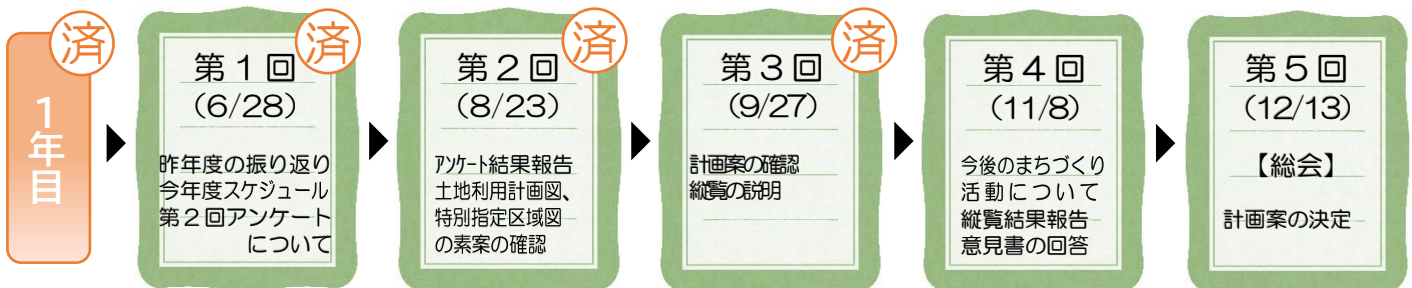 済
1年目
済
第1回
(6/28)
昨年度の振り返り
今年度スケジュール
第2回アンケート
について
済
第2回
(8/23)
アンケート結果報告
土地利用計画図、
特別指定区域図
の素案の確認
済
第3回
(9/27)
計画案の確認
縦覧の説明
第4回
(11/8)
今後のまちづくり
活動について
縦覧結果報告
意見書の回答
第5回
(12/13)
【総会】
計画案の決定